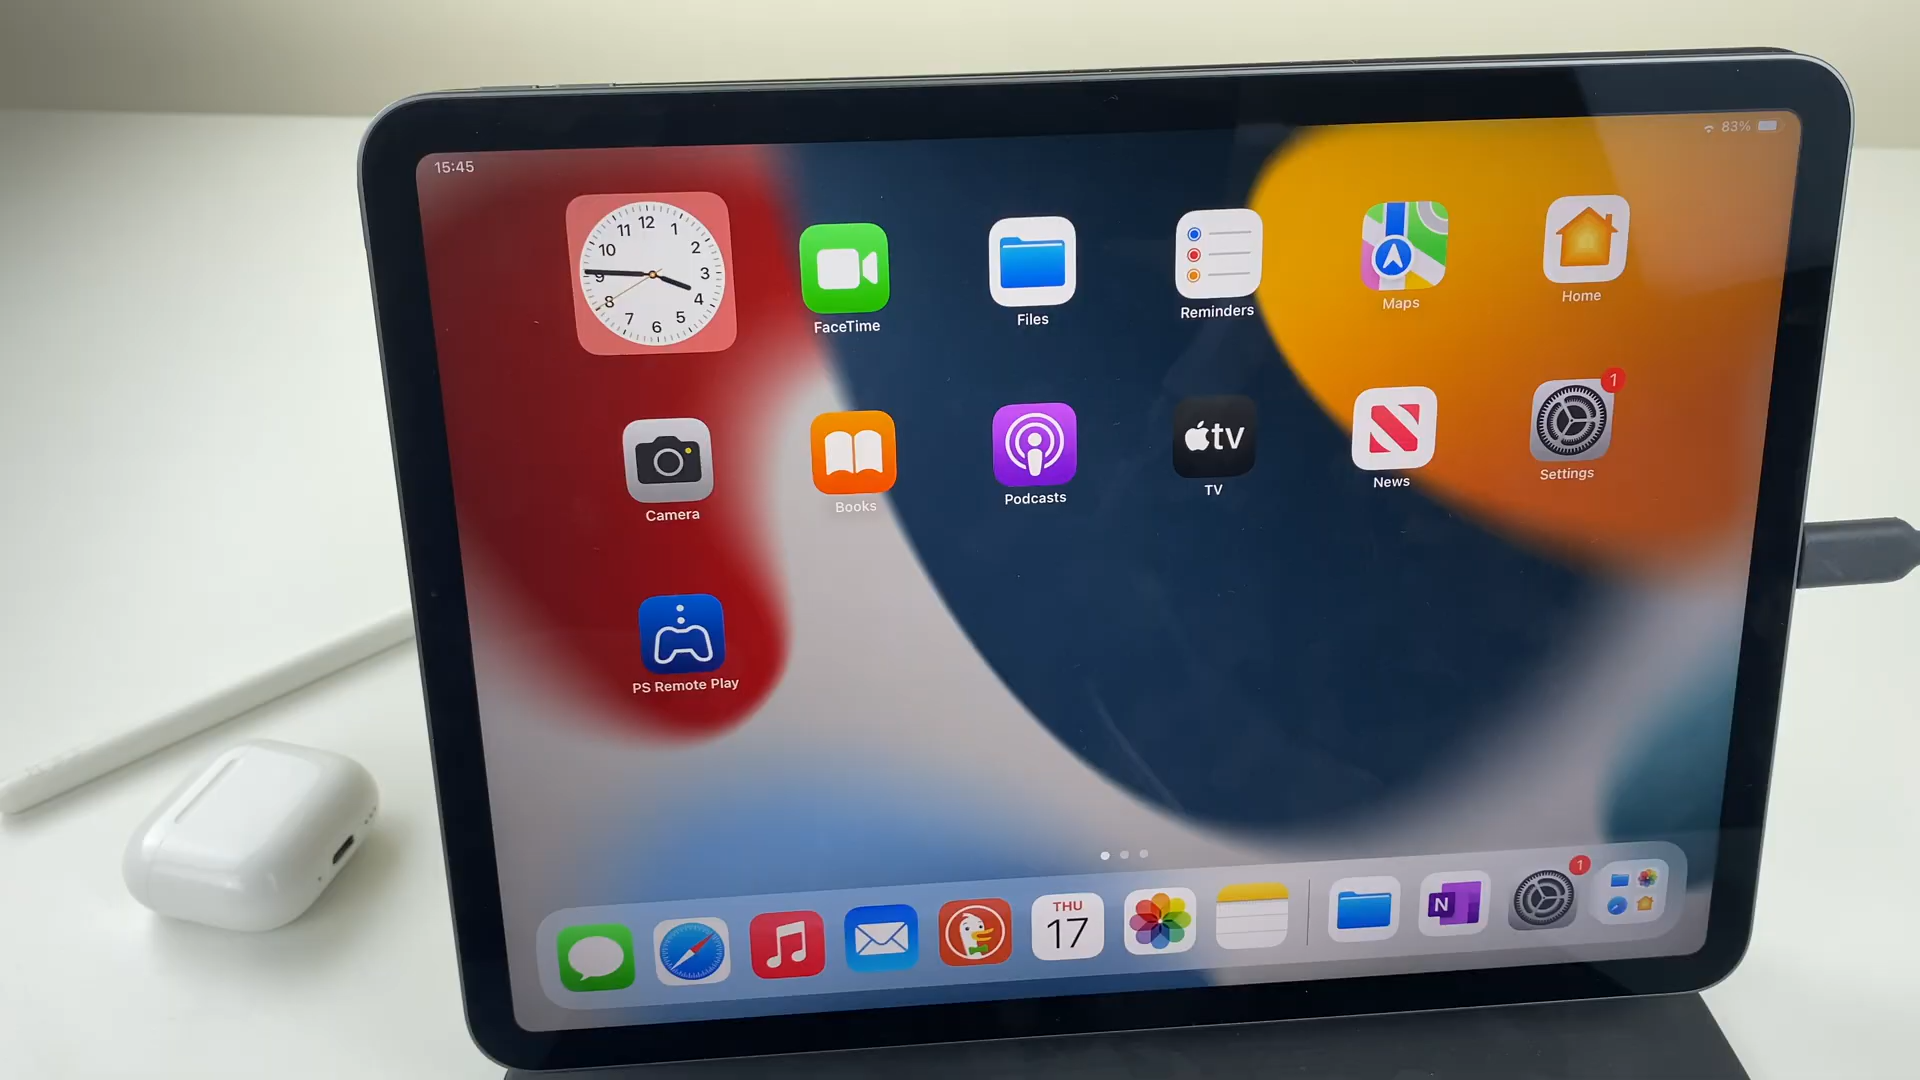 15:45
83%
12
11 1
10 2
9 3
8 4
7 5
6
FaceTime
Files
Reminders
Maps
Home
Camera
Books
Podcasts
tv
TV
News
1
Settings
PS Remote Play
THU
17
N
1